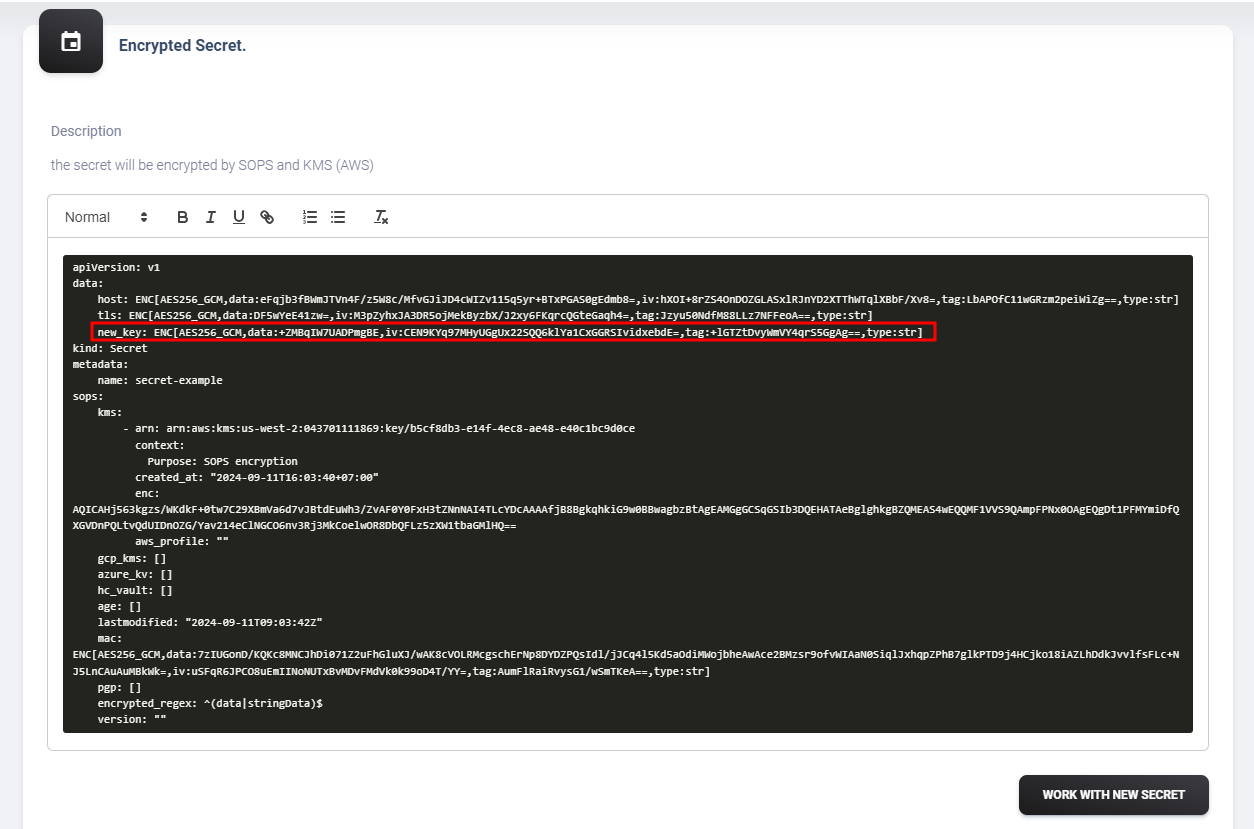 Encrypted Secret.
Description
the secret will be encrypted by SOPS and KMS (AWS)
Normal
apiVersion: v1
data:
host: ENC[AES256_GCM,data:eFqjb3fBWmJTVn4F/z5W8c/MfvGJiJD4cWIZv115q5yr+BTxPGAS0gEdmb8=,iv:hXOI+8rZS4OnDOZGLASxlRJnYD2XTThWTqlXBbF/Xv8=,tag:LbAPOfC11wGRzm2peiWiZg==,type:str]
tls: ENC[AES256_GCM,data:DF5wYeE41zw=,iv:M3pZyhxJA3DR5ojMekByzbX/J2xy6FKqrcQGteGaqh4=,tag:Jzyu50NdfM88LLz7NFFeoA==,type:str]
new_key: ENC[AES256_GCM,data:+ZMBqIW7UADPmgBE,iv:CEN9KYq97MHyUGgUx22SQQ6klYa1CXGGRSIvidxebdE=,tag:+lGTZtDvyWmVY4qrS5GgAg==,type:str]
kind: Secret
metadata:
name: secret-example
sops:
kms:
- arn: arn:aws:kms:us-west-2:043701111869:key/b5cf8db3-e14f-4ec8-ae48-e40c1bc9d0ce
context:
Purpose: SOPS encryption
created_at: "2024-09-11T16:03:40+07:00"
enc:
AQICAHj563kgzs/WKdkF+0tw7C29XBmVa6d7vJBtdEuWh3/ZvAF0Y0FxH3tZNnNAI4TLcYDcAAAAfjB8BgkqhkiG9w0BBwagbzBtAgEAMGgGCSqGSIb3DQEHATAeBglghkgBZQMEAS4wEQQMF1VVS9QAmpFPNx0OAgEQgDt1PFMYmiDfQ
XGVDnPQLtvQdUIDnOZG/Yav214eClNGCO6nv3Rj3MkCoelwOR8DbQFLz5zXW1tbaGMlHQ==
aws_profile: ""
gcp_kms: []
azure_kv: []
hc_vault: []
age: []
lastmodified: "2024-09-11T09:03:42Z"
mac:
ENC[AES256_GCM,data:7zIUGonD/KQKc8MNCJhDi071Z2uFhGluXJ/wAK8cVOLRMcgschErNp8DYDZPQsIdl/jJCq4l5Kd5aOdiMWojbheAwAce2BMzsr9ofvWIAaN0SiqlJxhqpZPhB7glkPTD9j4HCjko18iAZLhDdkJvvlfsFLc+N
J5LnCAuAuMBkWk=,iv:uSFqR6JPCO8uEmIINoNUTxBvMDvFMdVk0k99oD4T/YY=,tag:AumFlRaiRvysG1/wSmTKeA==,type:str]
pgp: []
encrypted_regex: ^(data|stringData)$
version: ""
WORK WITH NEW SECRET